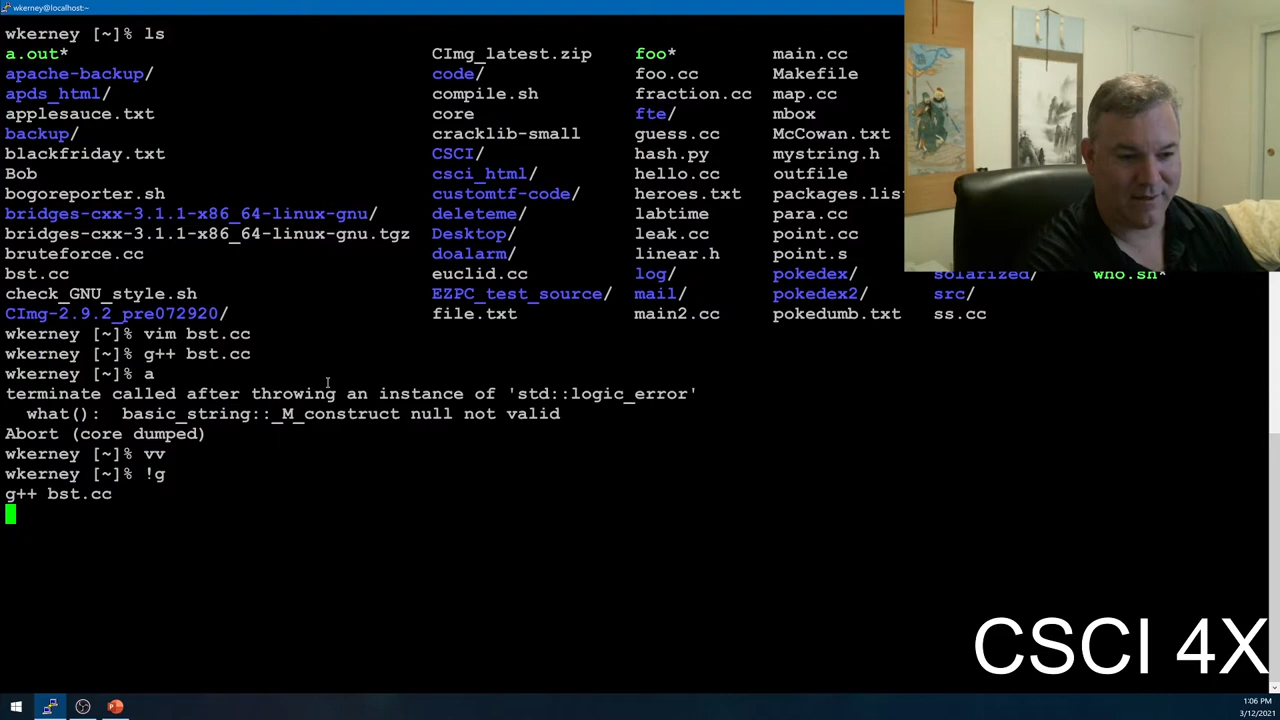 wkerney@localhost:~
wkerney [~]% ls
a.out* CImg_latest.zip foo* main.cc
apache-backup/ code/ foo.cc Makefile
apds_html/ compile.sh fraction.cc map.cc
applesauce.txt core fte/ mbox
backup/ cracklib-small guess.cc McCowan.txt
blackfriday.txt CSCI/ hash.py mystring.h
Bob csci_html/ hello.cc outfile
bogoreporter.sh customtf-code/ heroes.txt packages.lis
bridges-cxx-3.1.1-x86_64-linux-gnu/ deleteme/ labtime para.cc
bridges-cxx-3.1.1-x86_64-linux-gnu.tgz Desktop/ leak.cc point.cc
bruteforce.cc doalarm/ linear.h point.s
bst.cc euclid.cc log/ pokedex/ solarized/ who.sh*
check_GNU_style.sh EZPC_test_source/ mail/ pokedex2/ src/
CImg-2.9.2_pre072920/ file.txt main2.cc pokedumb.txt ss.cc
wkerney [~]% vim bst.cc
wkerney [~]% g++ bst.cc
wkerney [~]% a
terminate called after throwing an instance of 'std::logic_error'
what(): basic_string::_M_construct null not valid
Abort (core dumped)
wkerney [~]% vv
wkerney [~]% !g
g++ bst.cc
CSCI 4X
1:06 PM
3/12/2021